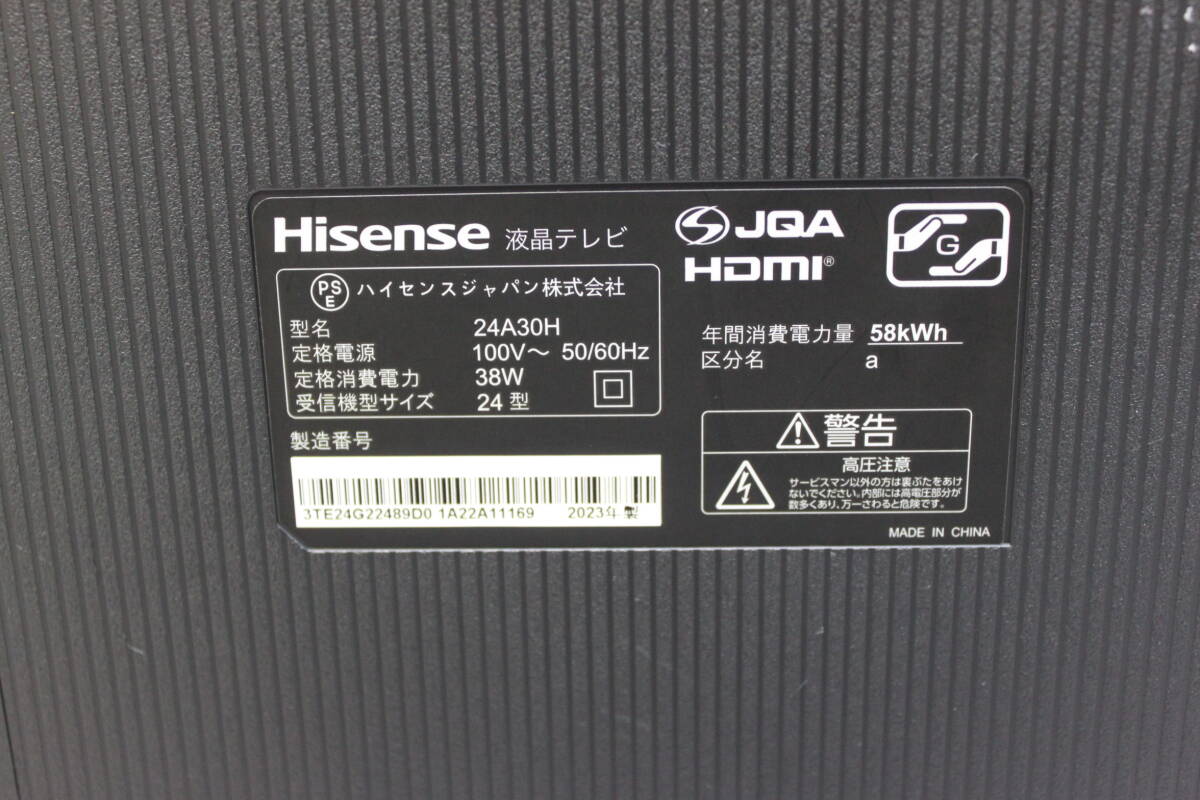 Hisense 液晶テレビ
PS
E
ハイセンスジャパン株式会社
型名 24A30H
定格電源 100V～ 50/60Hz
定格消費電力 38W
受信機型サイズ 24 型
製造番号
3TE24G22489D0 1A22A11169 2023年 製
JQA
HDMI®
G
年間消費電力量 58kWh
区分名 a
警告
高圧注意
サービスマン以外の方は裏ぶたをあけ
ないでください。内部には高電圧部分が
数多くあり、万一さわると危険です。
MADE IN CHINA